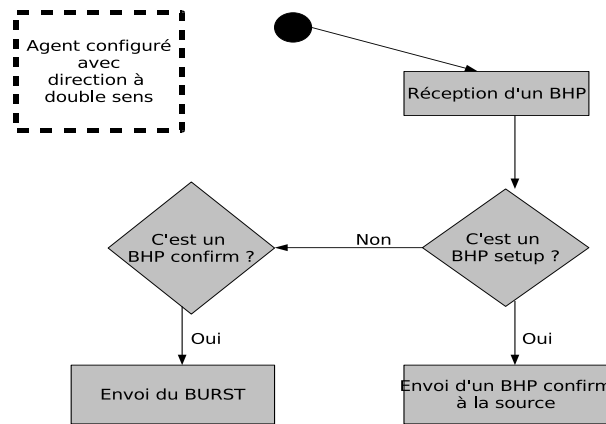 Agent configuré
avec
direction à
double sens
Réception d'un BHP
C'est un
BHP setup ?
Non
C'est un
BHP confirm ?
Oui
Oui
Envoi du BURST
Envoi d'un BHP confirm
à la source